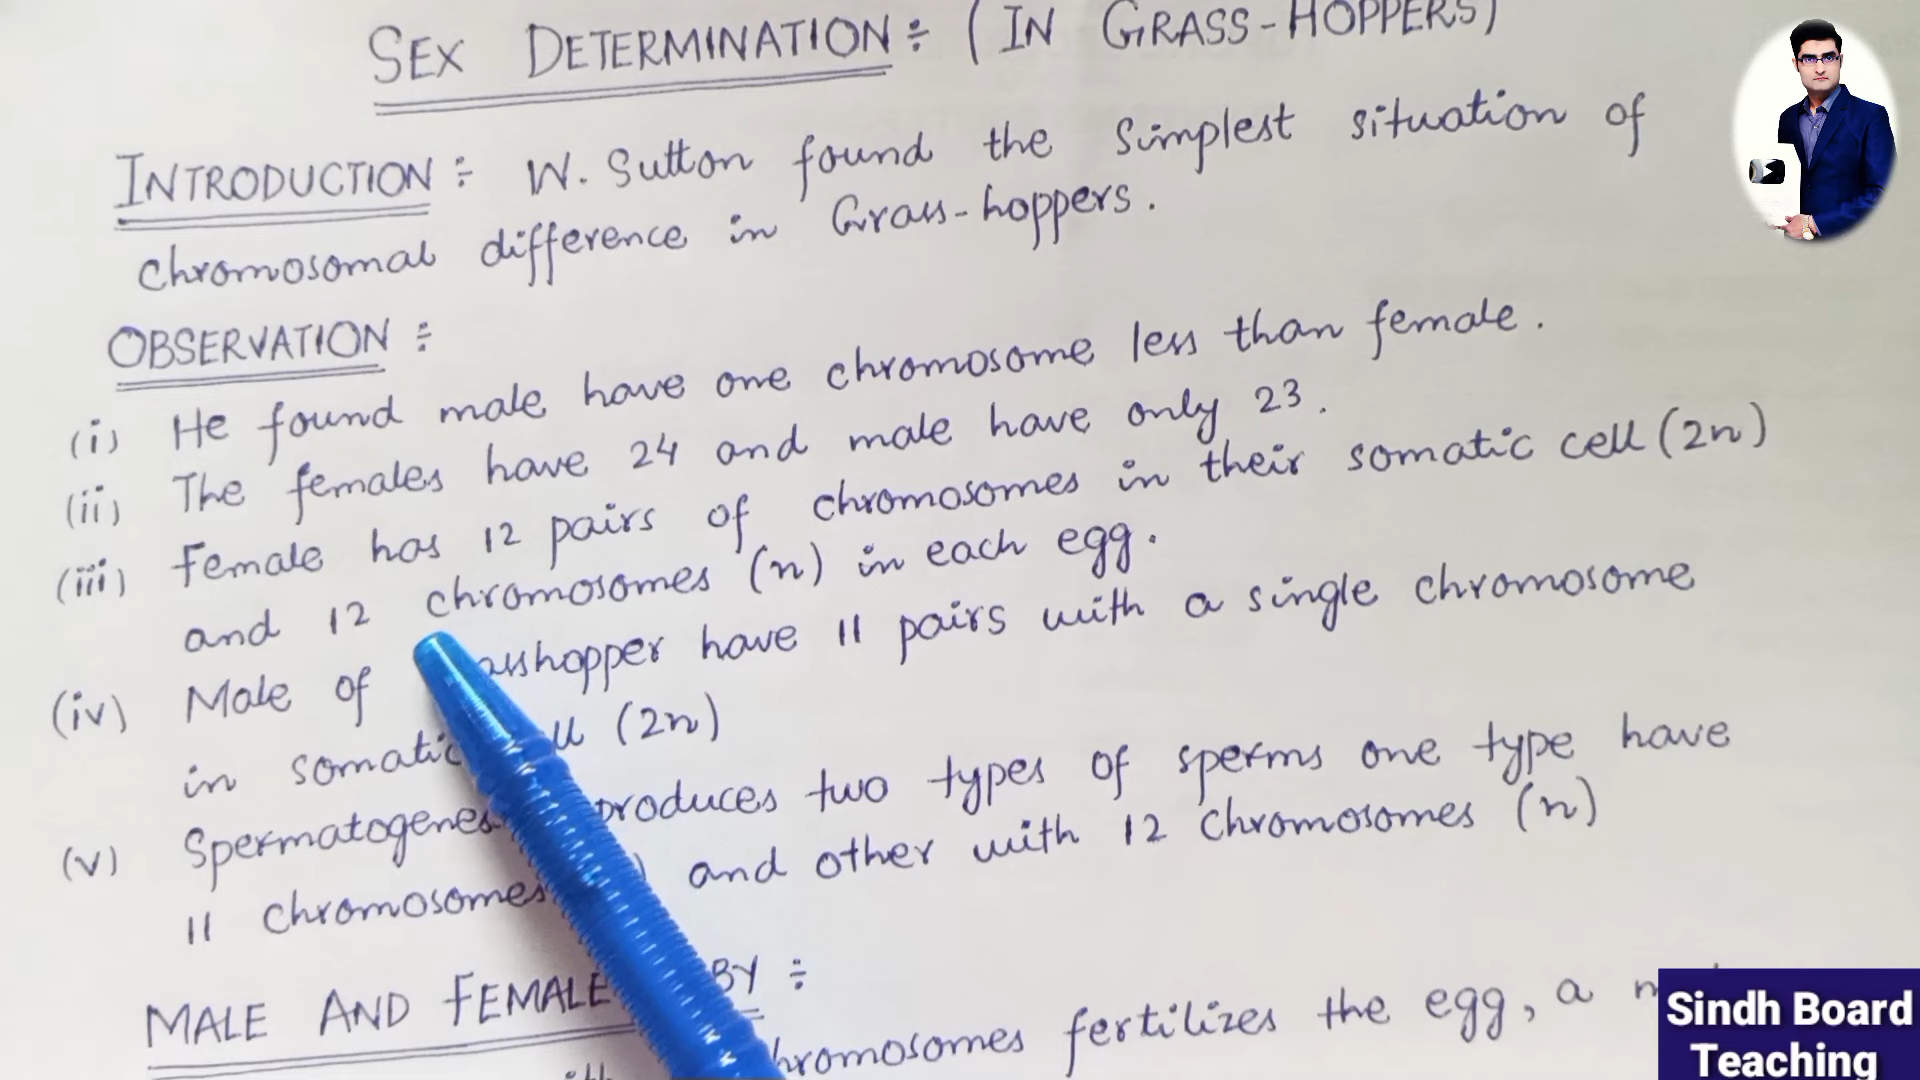 SEX DETERMINATION÷ (IN GRASS-HOPPERS)
INTRODUCTION ÷ W. Sutton found the Simplest situation of
chromosomal difference in Grass-hoppers.
OBSERVATION ÷
(i) He found male have one chromosome less than female.
(ii) The females have 24 and male have only 23.
(iii) Female has 12 pairs of chromosomes in their somatic cell (2n)
and 12 chromosomes (n) in each egg.
(iv) Male of have 11 pairs with a single chromosome
in (2n)
(v) produces two types of sperms one type have
11 chromosomes and other with 12 chromosomes (n)
MALE AND FEMALE BY ÷
fertilizes the egg, a
Sindh Board
Teaching